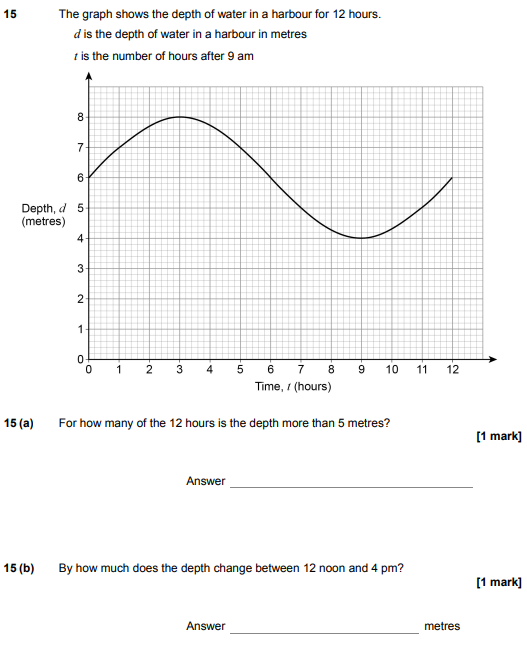 15 The graph shows the depth of water in a harbour for 12 hours.
d is the depth of water in a harbour in metres
t is the number of hours after 9 am
8
7
6
Depth, d
(metres)
5
4
3
2
1
0
0 1 2 3 4 5 6 7 8 9 10 11 12
Time, t (hours)
15 (a) For how many of the 12 hours is the depth more than 5 metres?
[1 mark]
Answer
15 (b) By how much does the depth change between 12 noon and 4 pm?
[1 mark]
Answer metres